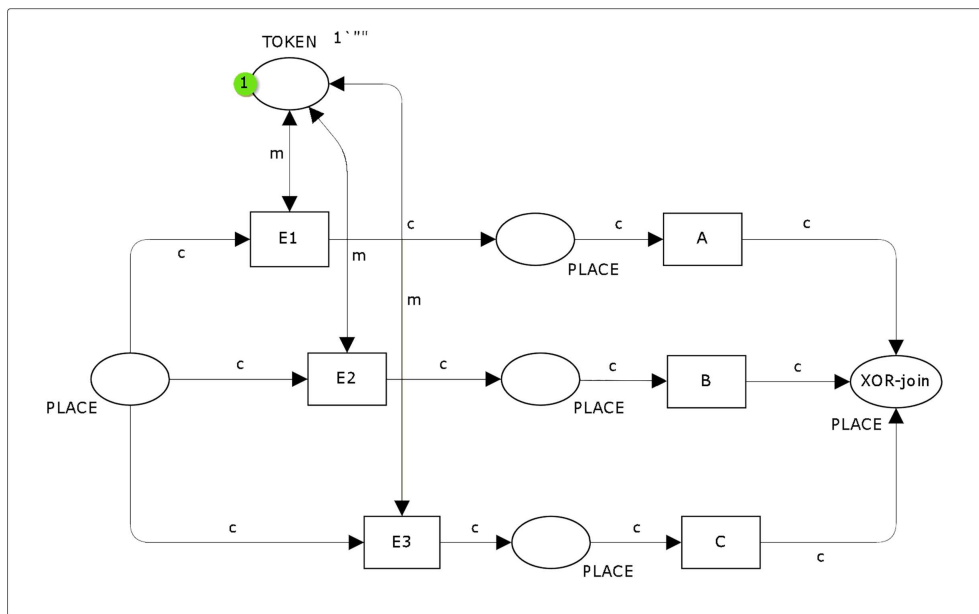 TOKEN 1`""
1
m
c E1 c c A c
PLACE
m
m
c E2 c c B c XOR-join
PLACE PLACE PLACE
c E3 c c C c
PLACE